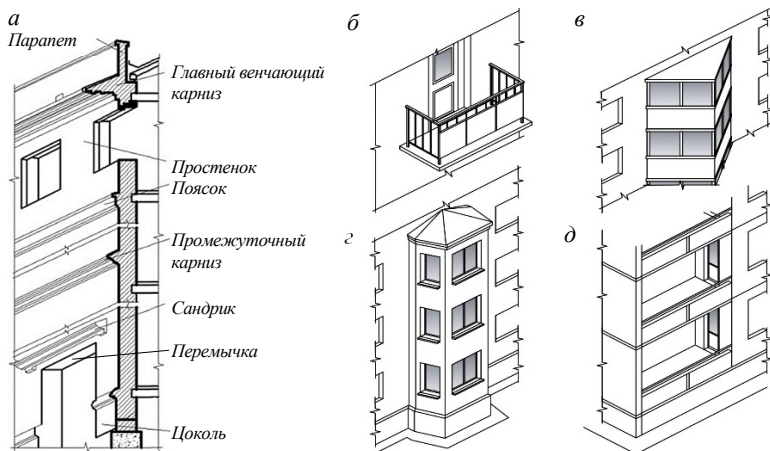 а
Парапет
Главный венчающий
карниз
Простенок
Поясок
Промежуточный
карниз
Сандрик
Перемычка
Цоколь
б
в
г
д